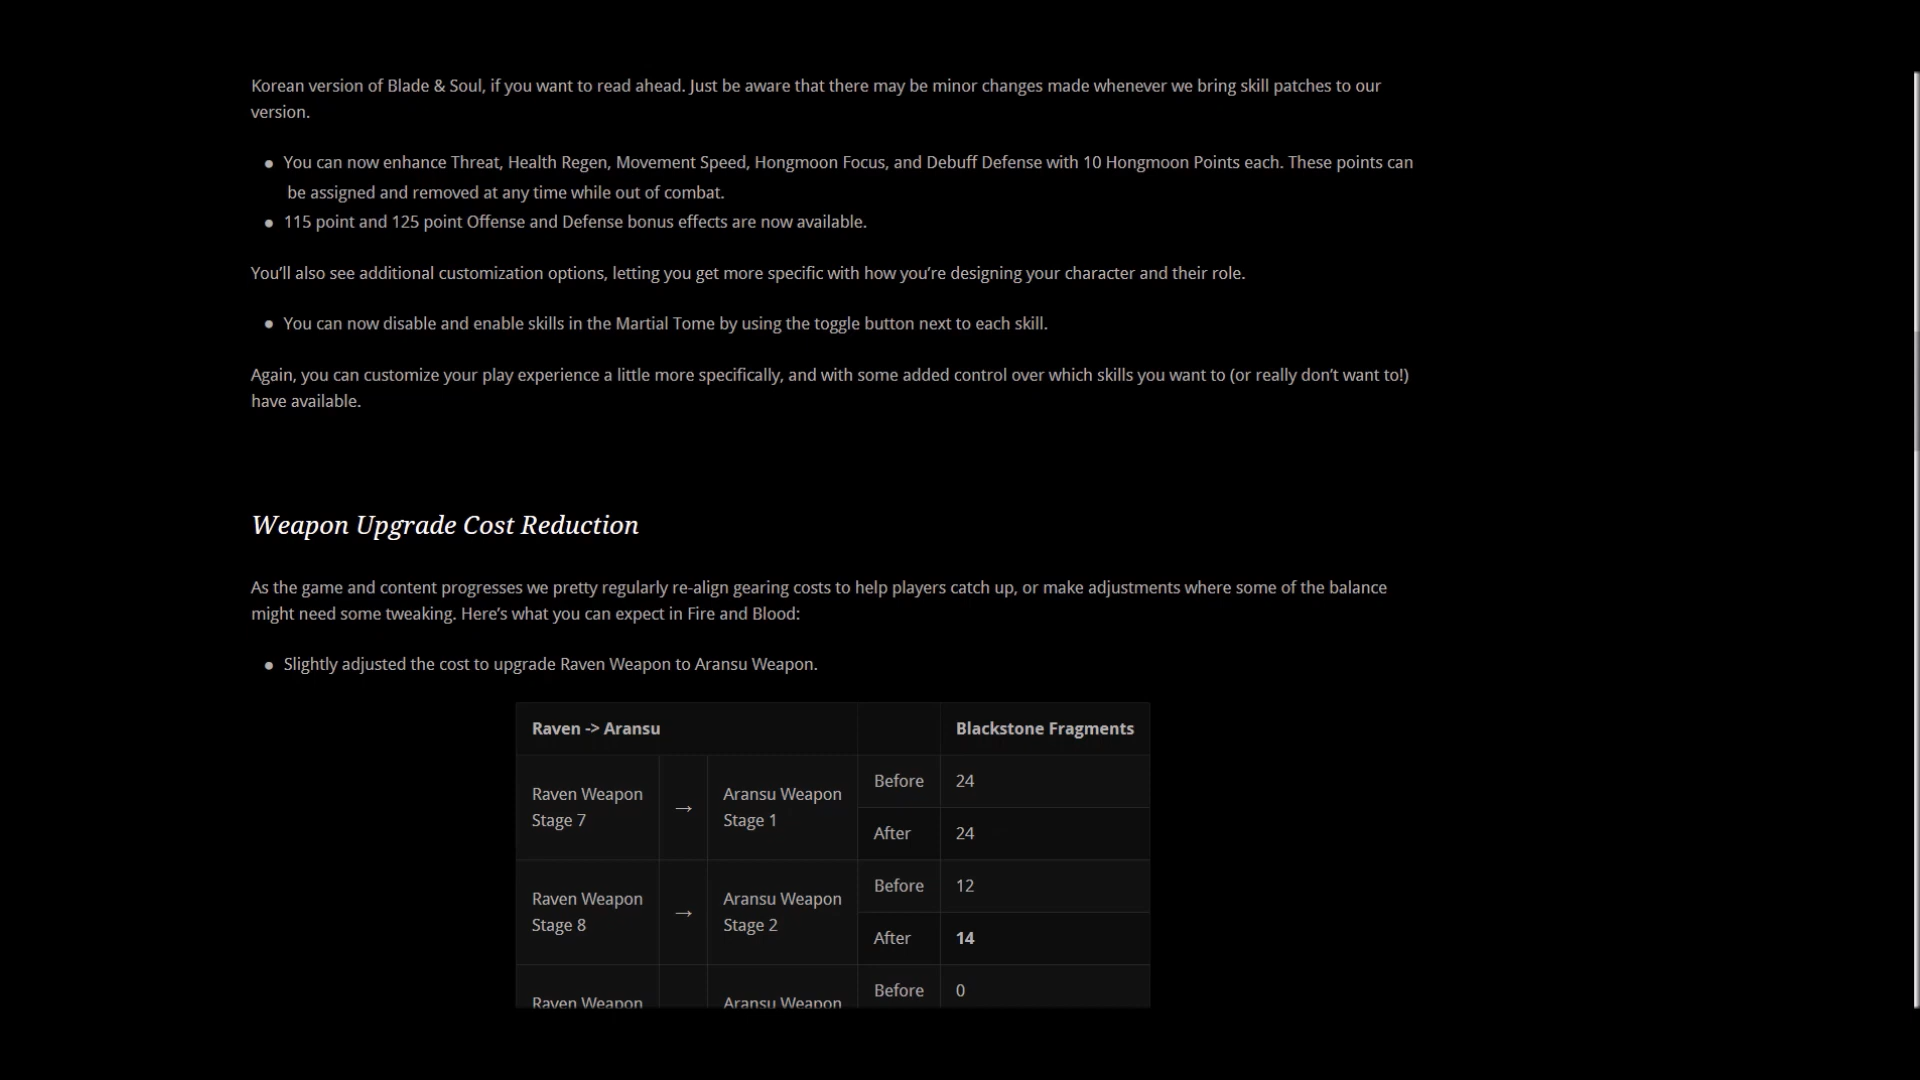 Korean version of Blade & Soul, if you want to read ahead. Just be aware that there may be minor changes made whenever we bring skill patches to our
version.
● You can now enhance Threat, Health Regen, Movement Speed, Hongmoon Focus, and Debuff Defense with 10 Hongmoon Points each. These points can
be assigned and removed at any time while out of combat.
● 115 point and 125 point Offense and Defense bonus effects are now available.
You’ll also see additional customization options, letting you get more specific with how you’re designing your character and their role.
● You can now disable and enable skills in the Martial Tome by using the toggle button next to each skill.
Again, you can customize your play experience a little more specifically, and with some added control over which skills you want to (or really don’t want to!)
have available.
Weapon Upgrade Cost Reduction
As the game and content progresses we pretty regularly re-align gearing costs to help players catch up, or make adjustments where some of the balance
might need some tweaking. Here’s what you can expect in Fire and Blood:
● Slightly adjusted the cost to upgrade Raven Weapon to Aransu Weapon.
Raven -> Aransu Blackstone Fragments
Raven Weapon
Stage 7
→
Aransu Weapon
Stage 1
Before 24
After 24
Raven Weapon
Stage 8
→
Aransu Weapon
Stage 2
Before 12
After 14
Raven Weapon
Aransu Weapon
Before 0